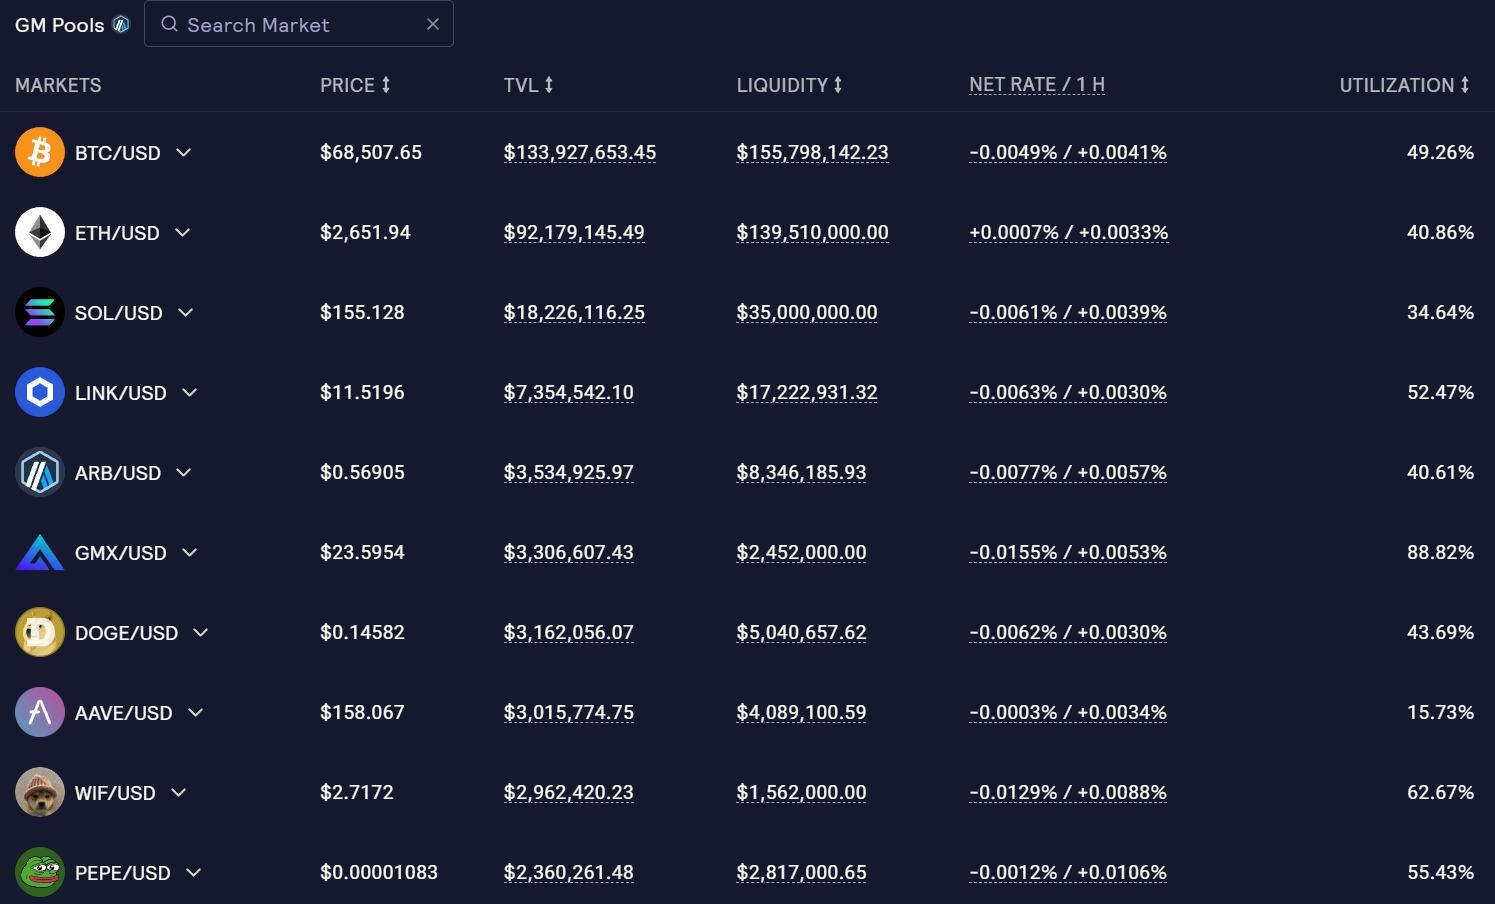 GM Pools Search Market
MARKETS PRICE TVL LIQUIDITY NET RATE / 1 H UTILIZATION
BTC/USD $68,507.65 $133,927,653.45 $155,798,142.23 -0.0049% / +0.0041% 49.26%
ETH/USD $2,651.94 $92,179,145.49 $139,510,000.00 +0.0007% / +0.0033% 40.86%
SOL/USD $155.128 $18,226,116.25 $35,000,000.00 -0.0061% / +0.0039% 34.64%
LINK/USD $11.5196 $7,354,542.10 $17,222,931.32 -0.0063% / +0.0030% 52.47%
ARB/USD $0.56905 $3,534,925.97 $8,346,185.93 -0.0077% / +0.0057% 40.61%
GMX/USD $23.5954 $3,306,607.43 $2,452,000.00 -0.0155% / +0.0053% 88.82%
DOGE/USD $0.14582 $3,162,056.07 $5,040,657.62 -0.0062% / +0.0030% 43.69%
AAVE/USD $158.067 $3,015,774.75 $4,089,100.59 -0.0003% / +0.0034% 15.73%
WIF/USD $2.7172 $2,962,420.23 $1,562,000.00 -0.0129% / +0.0088% 62.67%
PEPE/USD $0.00001083 $2,360,261.48 $2,817,000.65 -0.0012% / +0.0106% 55.43%